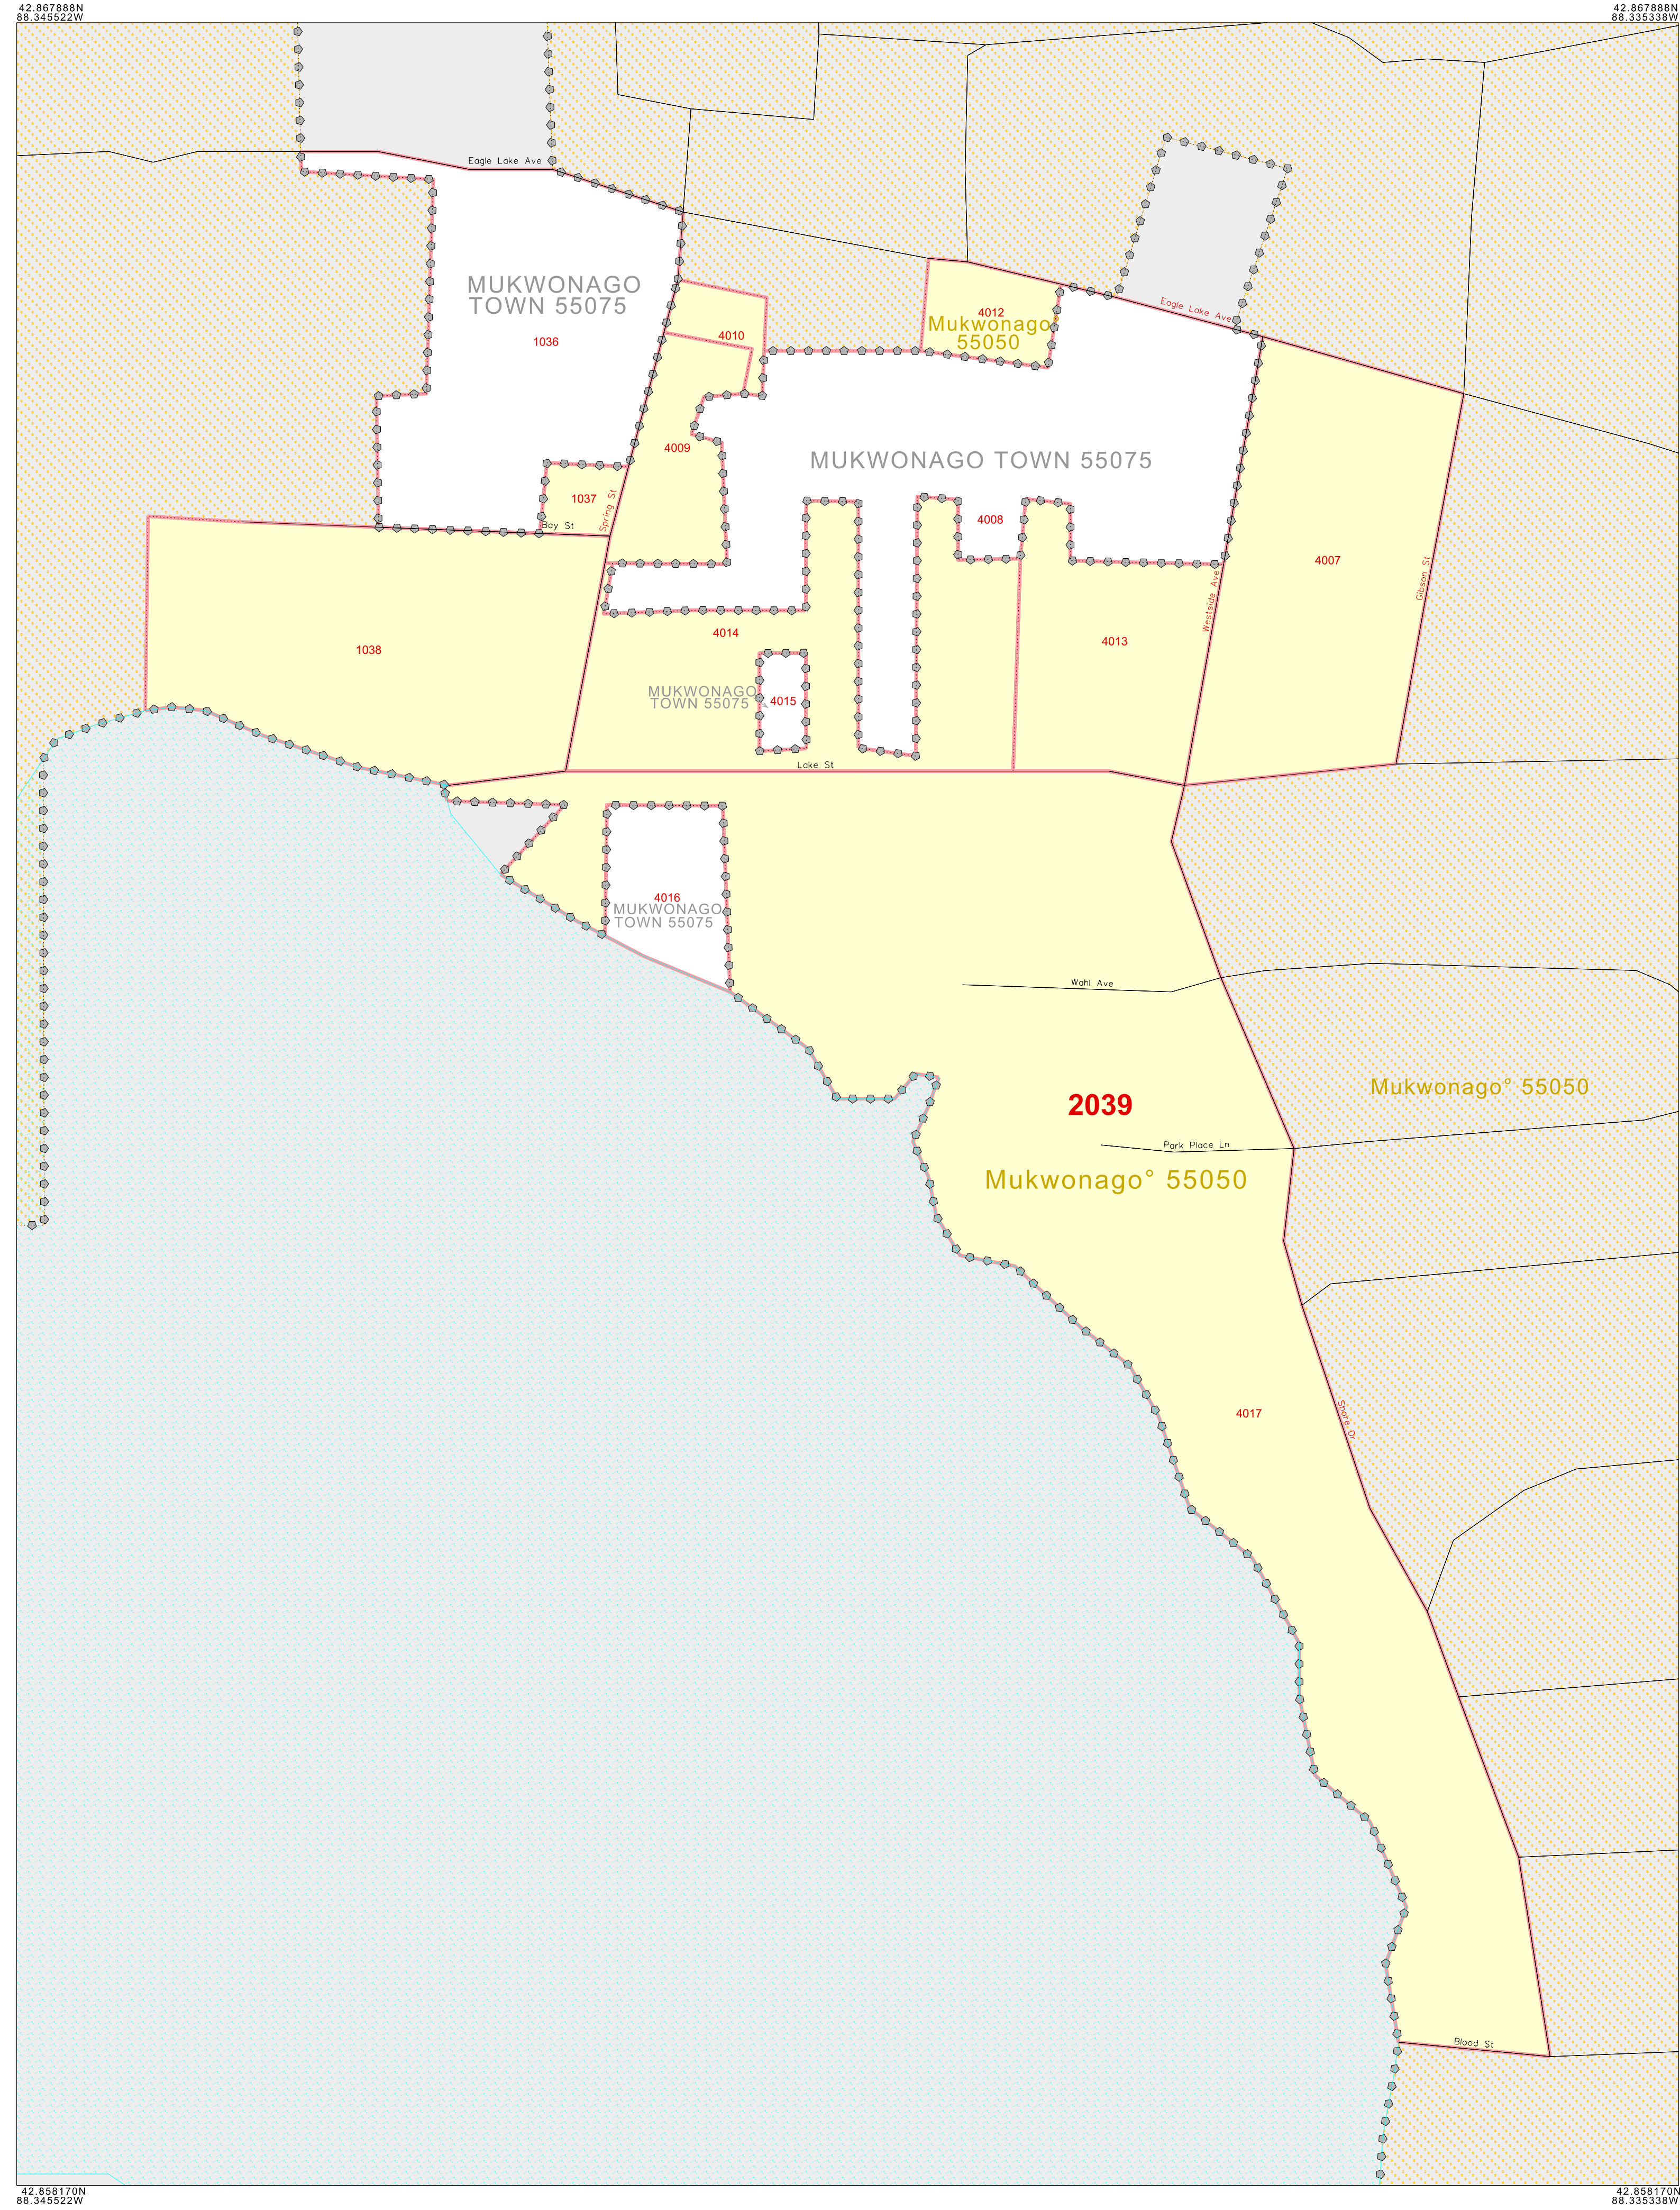 42.867888N
88.345522W
42.867888N
88.335338W
Eagle Lake Ave
MUKWONAGO
TOWN 55075
1036
4010
4012
Mukwonago°
55050
Eagle Lake Ave
4009
MUKWONAGO TOWN 55075
1037
Spring St
Bay St
4008
4007
Gibson St
Westside Ave
4014
4013
1038
MUKWONAGO
TOWN 55075
4015
Lake St
4016
MUKWONAGO
TOWN 55075
Wahl Ave
2039
Mukwonago° 55050
Park Place Ln
Mukwonago° 55050
4017
Shore Dr
Blood St
42.858170N
88.345522W
42.858170N
88.335338W